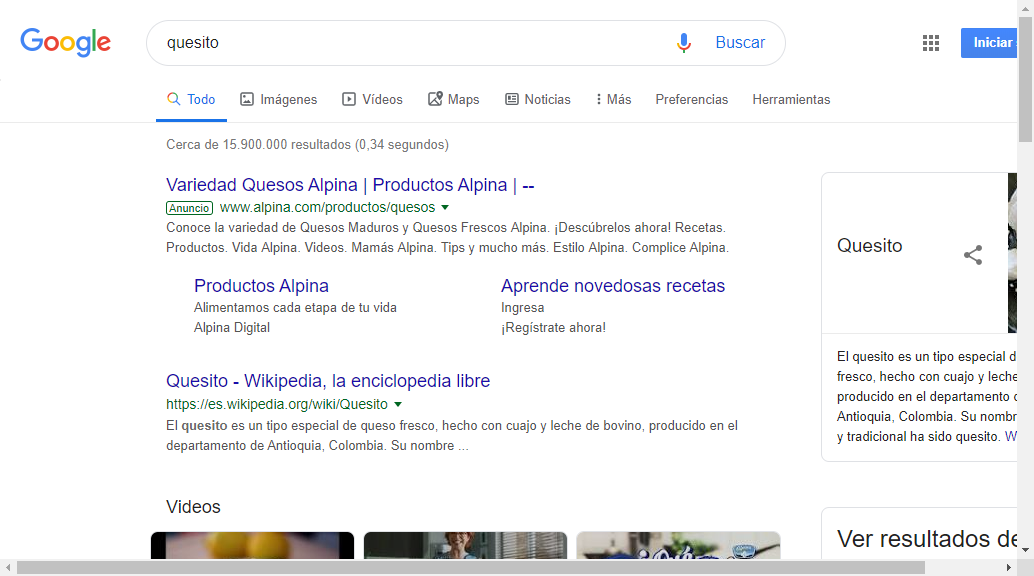 Google
quesito
Buscar
Iniciar
Todo
Imágenes
Vídeos
Maps
Noticias
Más
Preferencias
Herramientas
Cerca de 15.900.000 resultados (0,34 segundos)
Variedad Quesos Alpina | Productos Alpina | --
Anuncio www.alpina.com/productos/quesos
Conoce la variedad de Quesos Maduros y Quesos Frescos Alpina. ¡Descúbrelos ahora! Recetas.
Productos. Vida Alpina. Videos. Mamás Alpina. Tips y mucho más. Estilo Alpina. Complice Alpina.
Productos Alpina
Alimentamos cada etapa de tu vida
Alpina Digital
Aprende novedosas recetas
Ingresa
¡Regístrate ahora!
Quesito - Wikipedia, la enciclopedia libre
https://es.wikipedia.org/wiki/Quesito
El quesito es un tipo especial de queso fresco, hecho con cuajo y leche de bovino, producido en el
departamento de Antioquia, Colombia. Su nombre ...
Videos
Quesito
El quesito es un tipo especial d
fresco, hecho con cuajo y leche
producido en el departamento
Antioquia, Colombia. Su nombr
y tradicional ha sido quesito. W
Ver resultados de